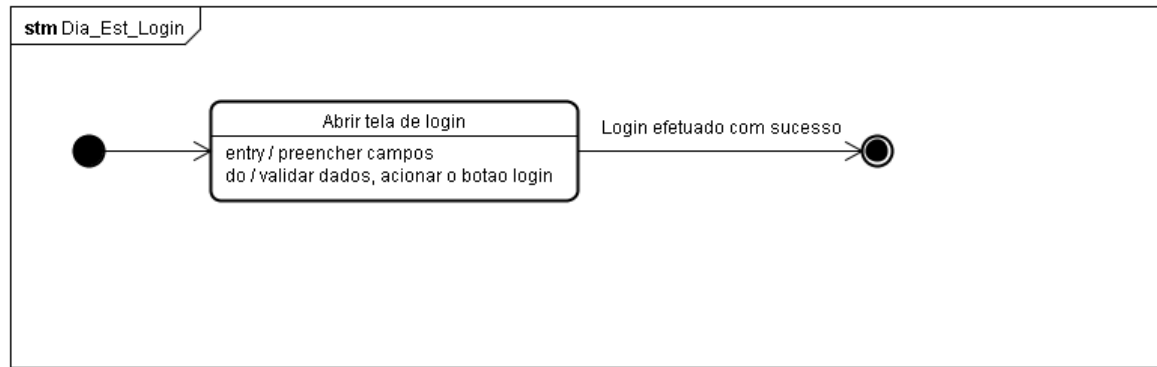 stm Dia_Est_Login
Abrir tela de login
Login efetuado com sucesso
entry / preencher campos
do / validar dados, acionar o botao login